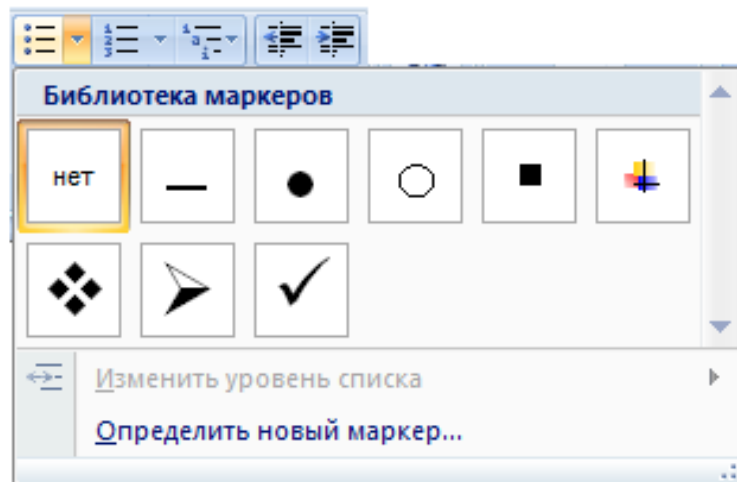 Библиотека маркеров
нет
Изменить уровень списка
Определить новый маркер...